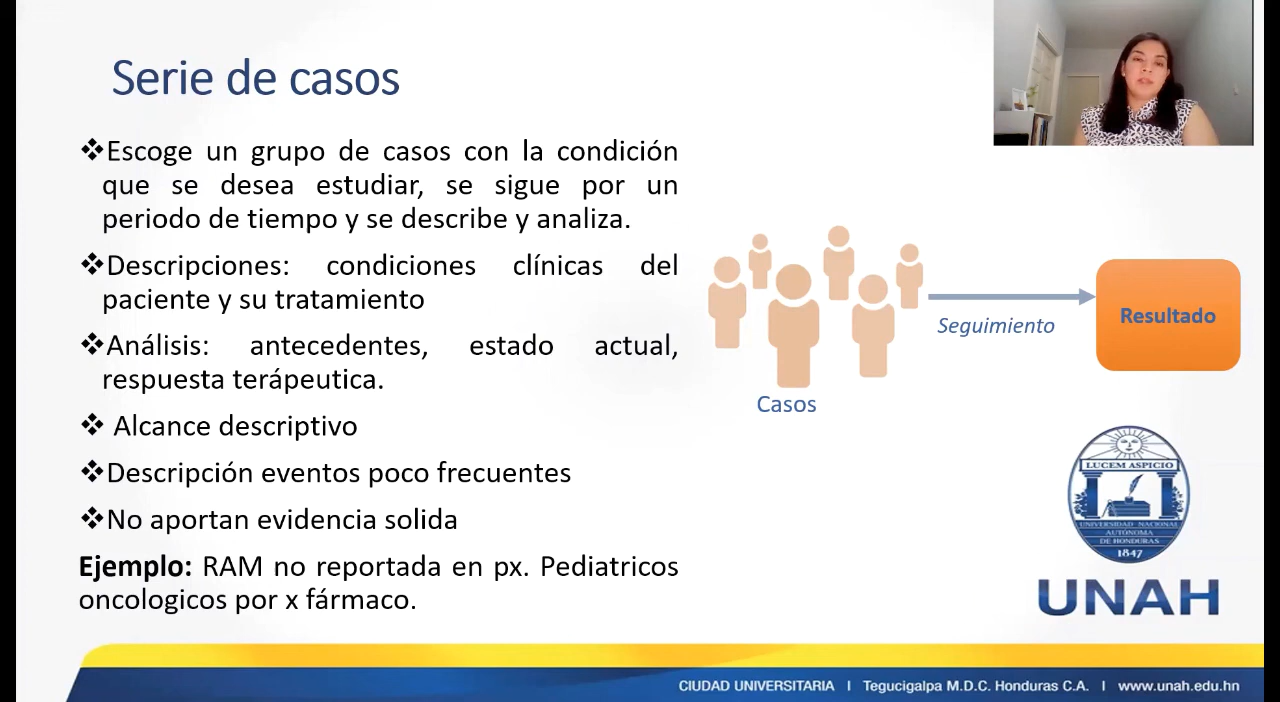 Serie de casos
❖Escoge un grupo de casos con la condición
que se desea estudiar, se sigue por un
periodo de tiempo y se describe y analiza.
❖Descripciones: condiciones clínicas del
paciente y su tratamiento
❖Análisis: antecedentes, estado actual,
respuesta terápeutica.
❖ Alcance descriptivo
❖Descripción eventos poco frecuentes
❖No aportan evidencia solida
Ejemplo: RAM no reportada en px. Pediatricos
oncologicos por x fármaco.
Casos
Seguimiento
Resultado
LUCEM ASPICIO
UNIVERSIDAD NACIONAL
AUTÓNOMA
DE HONDURAS
1847
UNAH
CIUDAD UNIVERSITARIA I Tegucigalpa M.D.C. Honduras C.A. I www.unah.edu.hn